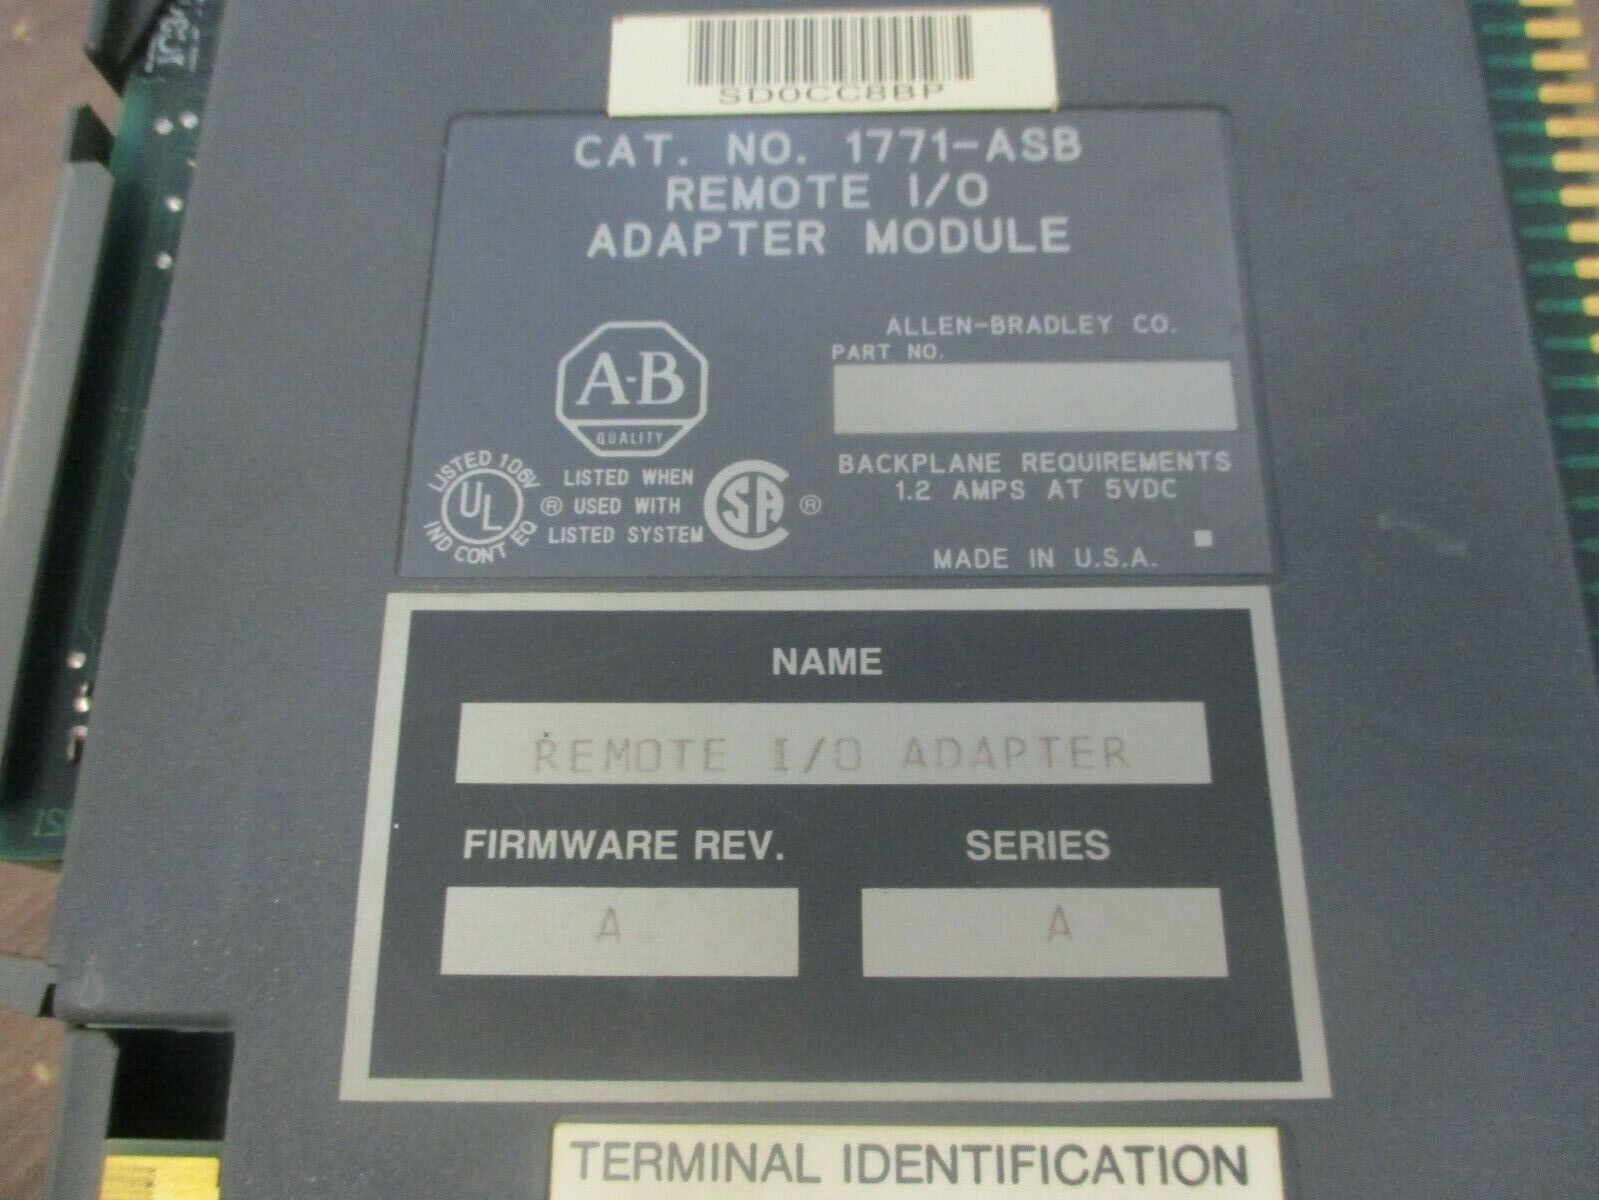 SD0CC8BP
CAT. NO. 1771-ASB
REMOTE I/O
ADAPTER MODULE
ALLEN-BRADLEY CO.
PART NO.
A-B
QUALITY
BACKPLANE REQUIREMENTS
1.2 AMPS AT 5VDC
MADE IN U.S.A.
LISTED 106V
UL
IND CONT EQ
®
LISTED WHEN
USED WITH
LISTED SYSTEM
SA
®
NAME
REMOTE I/O ADAPTER
FIRMWARE REV.
SERIES
A
A
TERMINAL IDENTIFICATION